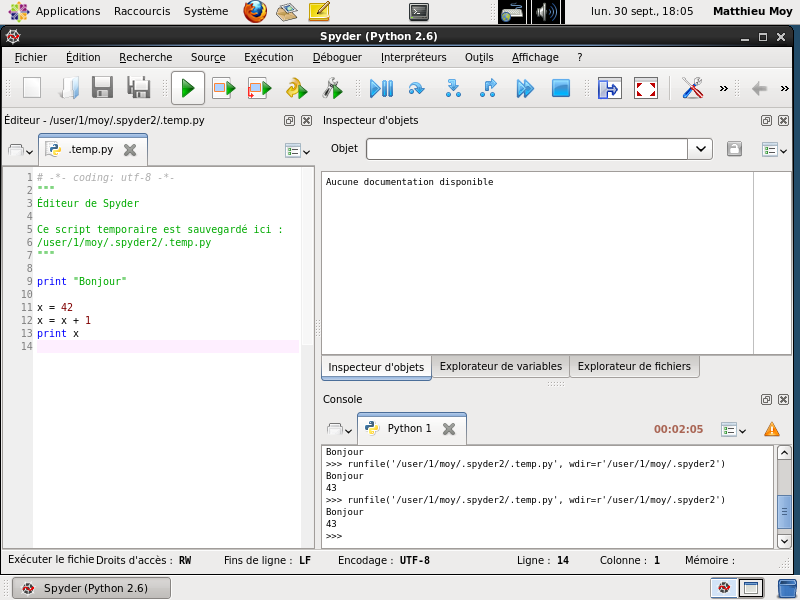 Applications Raccourcis Système lun. 30 sept., 18:05 Matthieu Moy
Spyder (Python 2.6)
Fichier Édition Recherche Source Exécution Déboguer Interpréteurs Outils Affichage ?
Éditeur - /user/1/moy/.spyder2/.temp.py
.temp.py
1 # -*- coding: utf-8 -*-
2 """
3 Éditeur de Spyder
4
5 Ce script temporaire est sauvegardé ici :
6 /user/1/moy/.spyder2/.temp.py
7 """
8
9 print "Bonjour"
10
11 x = 42
12 x = x + 1
13 print x
14
Inspecteur d'objets
Objet
Aucune documentation disponible
Inspecteur d'objets Explorateur de variables Explorateur de fichiers
Console
Python 1 00:02:05
Bonjour
>>> runfile('/user/1/moy/.spyder2/.temp.py', wdir=r'/user/1/moy/.spyder2')
Bonjour
43
>>> runfile('/user/1/moy/.spyder2/.temp.py', wdir=r'/user/1/moy/.spyder2')
Bonjour
43
>>>
Exécuter le fichie Droits d'accès : RW Fins de ligne : LF Encodage : UTF-8 Ligne : 14 Colonne : 1 Mémoire :
Spyder (Python 2.6)